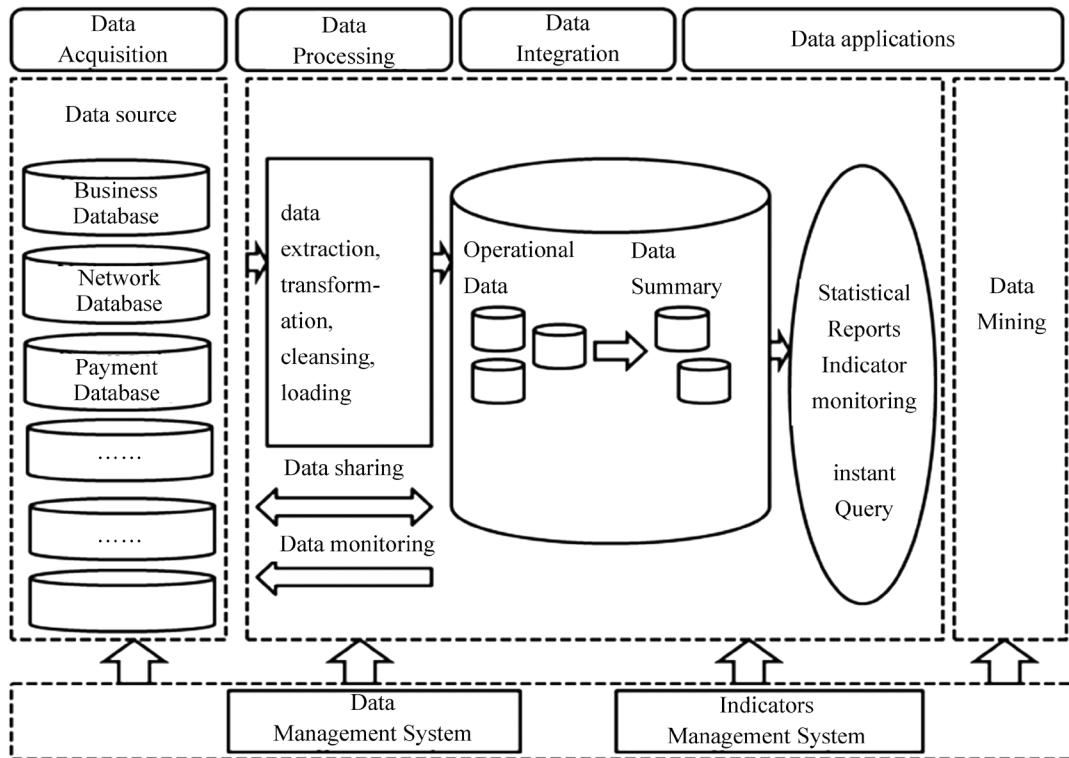 Data
Acquisition
Data
Processing
Data
Integration
Data applications
Data source
Business
Database
Network
Database
Payment
Database
……
……
data
extraction,
transform-
ation,
cleansing,
loading
Data sharing
Data monitoring
Operational
Data
Data
Summary
Statistical
Reports
Indicator
monitoring
instant
Query
Data
Mining
Data
Management System
Indicators
Management System